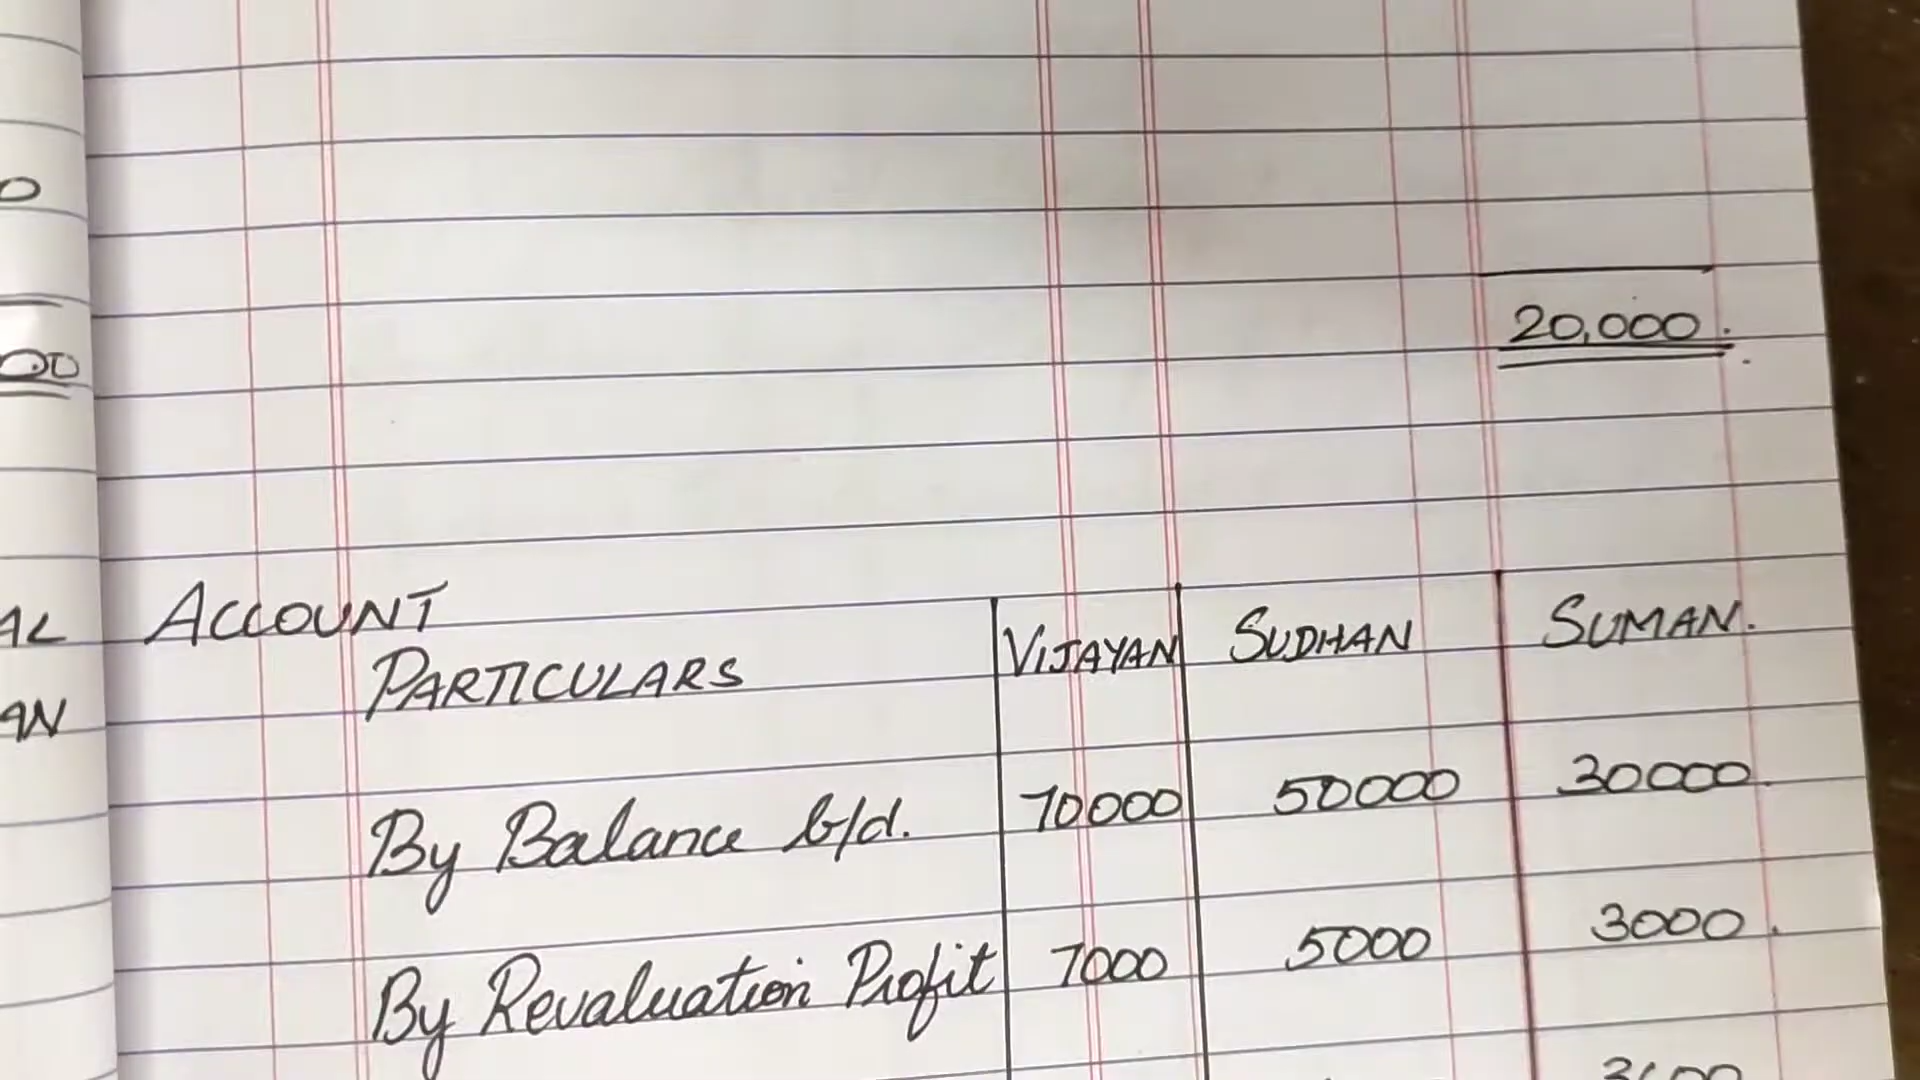 20,000.
ACCOUNT
PARTICULARS VIJAYAN SUDHAN SUMAN.
By Balance b/d. 70000 50000 30000
By Revaluation Profit 7000 5000 3000